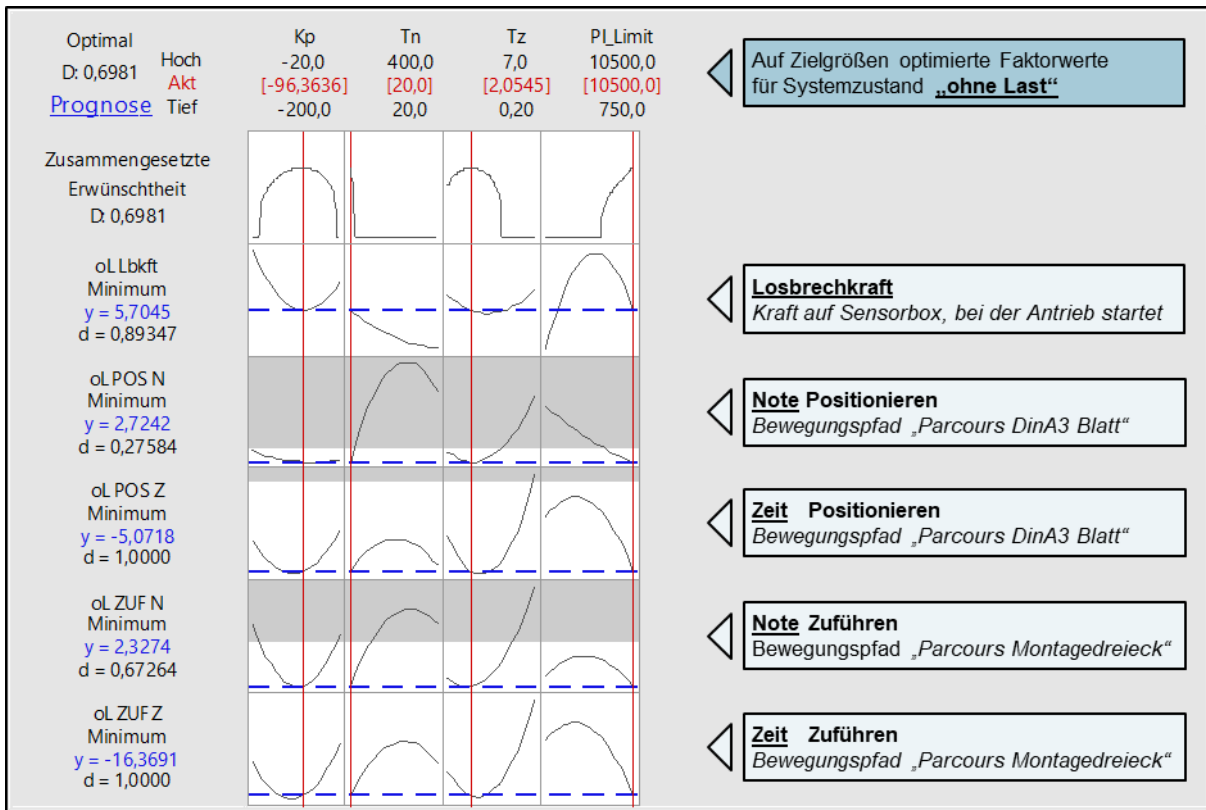 Optimal
D: 0,6981
Prognose
Hoch
Akt
Tief
Kp
-20,0
[-96,3636]
-200,0
Tn
400,0
[20,0]
20,0
Tz
7,0
[2,0545]
0,20
PI_Limit
10500,0
[10500,0]
750,0
Auf Zielgrößen optimierte Faktorwerte
für Systemzustand „ohne Last“
Zusammengesetzte
Erwünschtheit
D: 0,6981
oL Lbkft
Minimum
y = 5,7045
d = 0,89347
Losbrechkraft
Kraft auf Sensorbox, bei der Antrieb startet
oL POS N
Minimum
y = 2,7242
d = 0,27584
Note Positionieren
Bewegungspfad „Parcours DinA3 Blatt“
oL POS Z
Minimum
y = -5,0718
d = 1,0000
Zeit Positionieren
Bewegungspfad „Parcours DinA3 Blatt“
oL ZUF N
Minimum
y = 2,3274
d = 0,67264
Note Zuführen
Bewegungspfad „Parcours Montagedreieck“
oL ZUF Z
Minimum
y = -16,3691
d = 1,0000
Zeit Zuführen
Bewegungspfad „Parcours Montagedreieck“